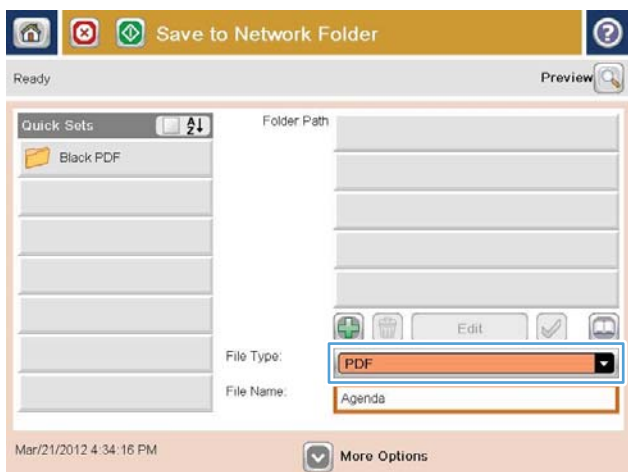 Save to Network Folder
Ready
Preview
Quick Sets
Folder Path
Black PDF
Edit
File Type:
PDF
File Name:
Agenda
Mar/21/2012 4:34:16 PM
More Options